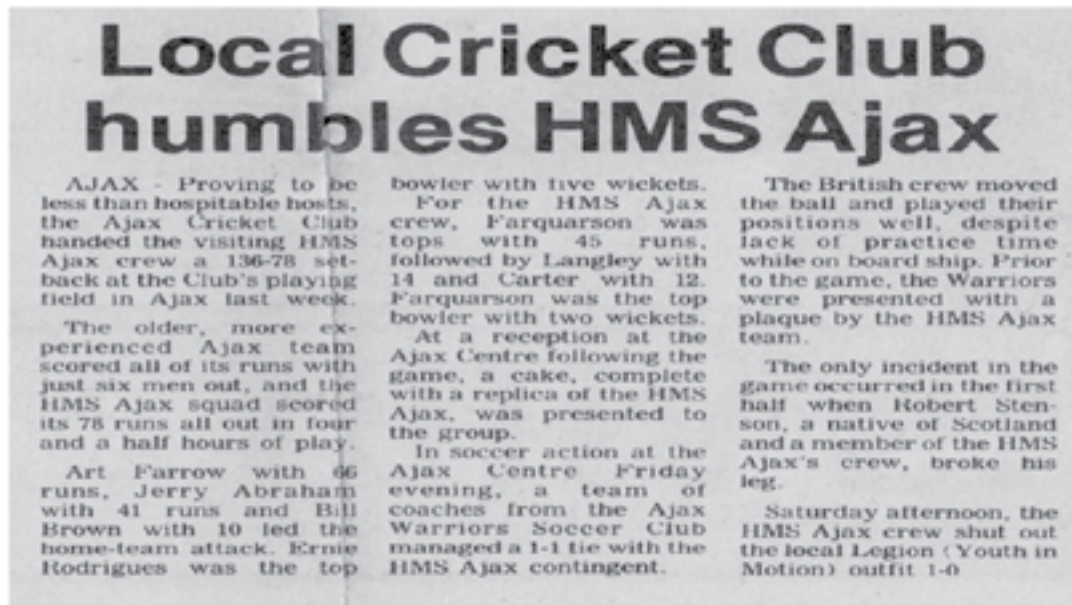 Local Cricket Club
humbles HMS Ajax
AJAX - Proving to be
less than hospitable hosts,
the Ajax Cricket Club
handed the visiting HMS
Ajax crew a 136-78 set-
back at the Club's playing
field in Ajax last week.
The older, more ex-
perienced Ajax team
scored all of its runs with
just six men out, and the
HMS Ajax squad scored
its 78 runs all out in four
and a half hours of play.
Art Farrow with 66
runs, Jerry Abraham
with 41 runs and Bill
Brown with 10 led the
home-team attack. Ernie
Rodrigues was the top
bowler with five wickets.
For the HMS Ajax
crew, Farquarson was
tops with 45 runs,
followed by Langley with
14 and Carter with 12.
Farquarson was the top
bowler with two wickets.
At a reception at the
Ajax Centre following the
game, a cake, complete
with a replica of the HMS
Ajax, was presented to
the group.
In soccer action at the
Ajax Centre Friday
evening, a team of
coaches from the Ajax
Warriors Soccer Club
managed a 1-1 tie with the
HMS Ajax contingent.
The British crew moved
the ball and played their
positions well, despite
lack of practice time
while on board ship. Prior
to the game, the Warriors
were presented with a
plaque by the HMS Ajax
team.
The only incident in the
game occurred in the first
half when Robert Sten-
son, a native of Scotland
and a member of the HMS
Ajax's crew, broke his
leg.
Saturday afternoon, the
HMS Ajax crew shut out
the local Legion (Youth in
Motion) outfit 1-0